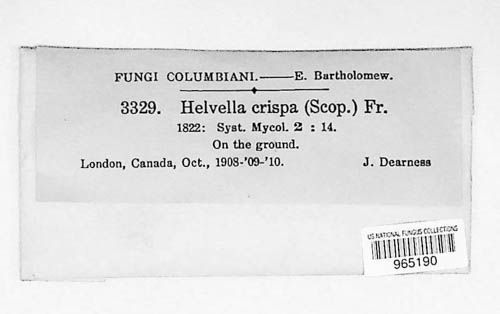 FUNGI COLUMBIANI.——E. Bartholomew.
3329. Helvella crispa (Scop.) Fr.
1822: Syst. Mycol. 2 : 14.
On the ground.
London, Canada, Oct., 1908-'09-'10. J. Dearness
US NATIONAL FUNGUS COLLECTIONS
965190